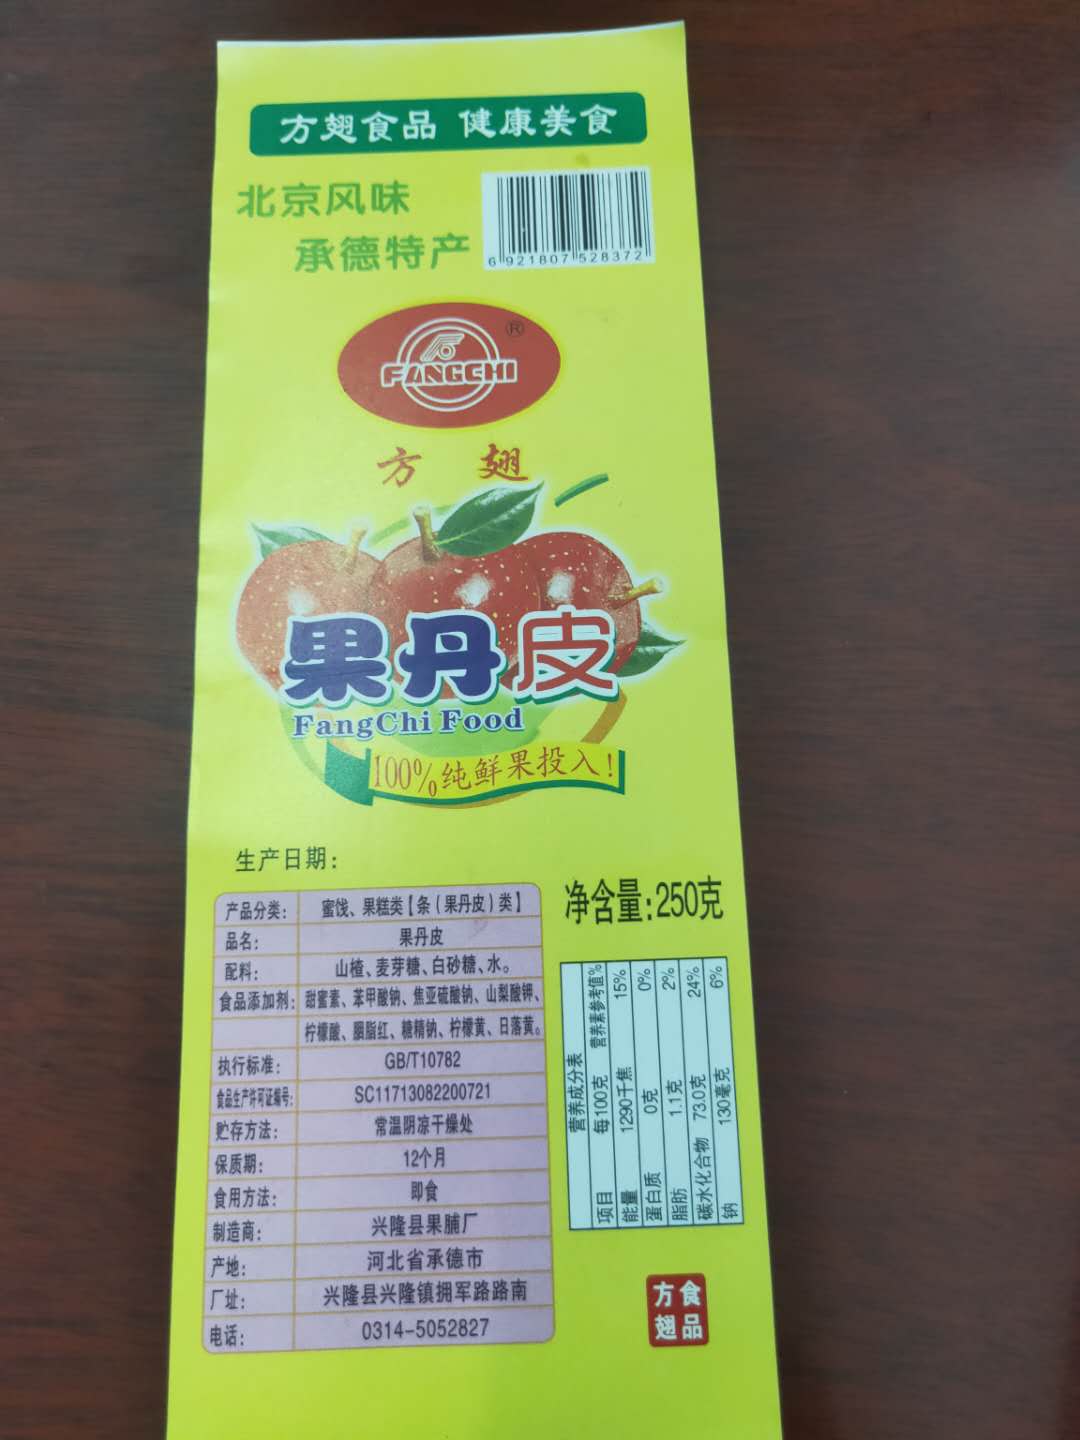 方翅食品 健康美食
北京风味
承德特产
6 921807 528372
®
FANGCHI
方 翅
果丹皮
FangChi Food
100%纯鲜果投入!
生产日期:
净含量:250克
产品分类: 蜜饯、果糕类【条(果丹皮)类】
品名: 果丹皮
配料: 山楂、麦芽糖、白砂糖、水。
食品添加剂: 甜蜜素、苯甲酸钠、焦亚硫酸钠、山梨酸钾、
柠檬酸、胭脂红、糖精钠、柠檬黄、日落黄。
执行标准: GB/T10782
食品生产许可证编号: SC11713082200721
贮存方法: 常温阴凉干燥处
保质期: 12个月
食用方法: 即食
制造商: 兴隆县果脯厂
产地: 河北省承德市
厂址: 兴隆县兴隆镇拥军路路南
电话: 0314-5052827
营养成分表
项目 每100克 营养素参考值%
能量 1290千焦 15%
蛋白质 0克 0%
脂肪 1.1克 2%
碳水化合物 73.0克 24%
钠 130毫克 6%
方食
翅品